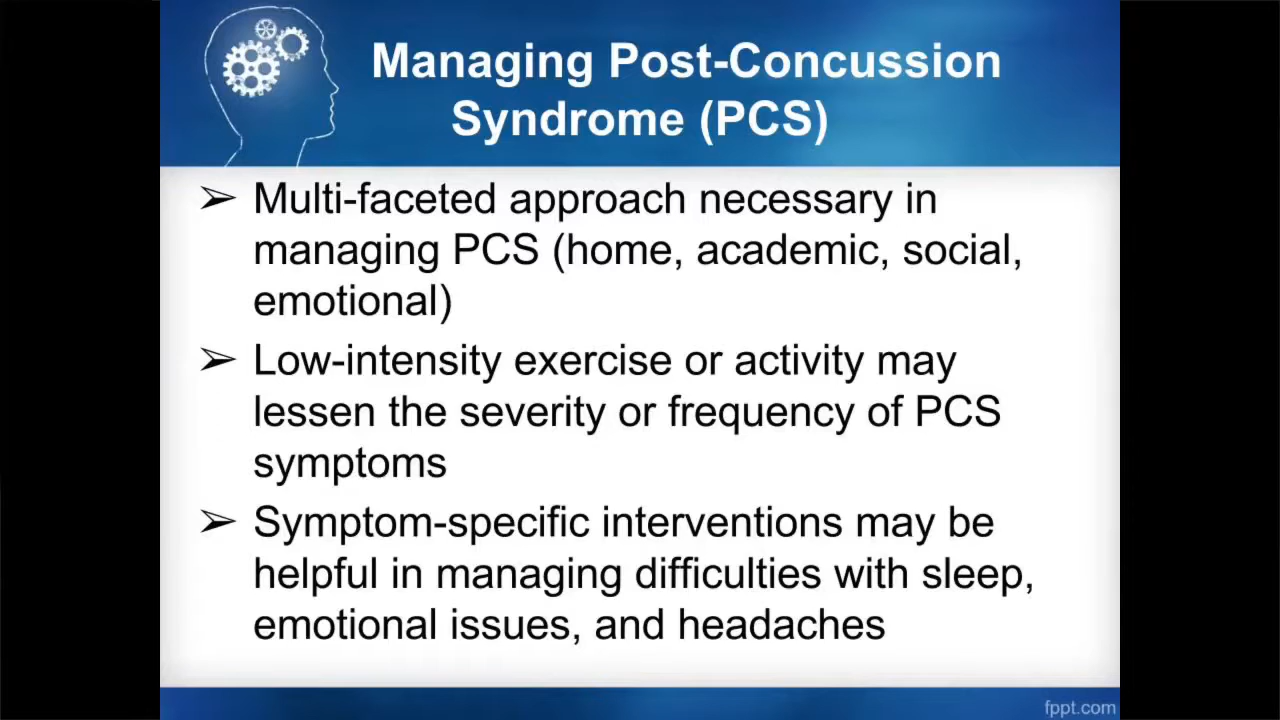 Managing Post-Concussion
Syndrome (PCS)
➢ Multi-faceted approach necessary in
managing PCS (home, academic, social,
emotional)
➢ Low-intensity exercise or activity may
lessen the severity or frequency of PCS
symptoms
➢ Symptom-specific interventions may be
helpful in managing difficulties with sleep,
emotional issues, and headaches
fppt.com